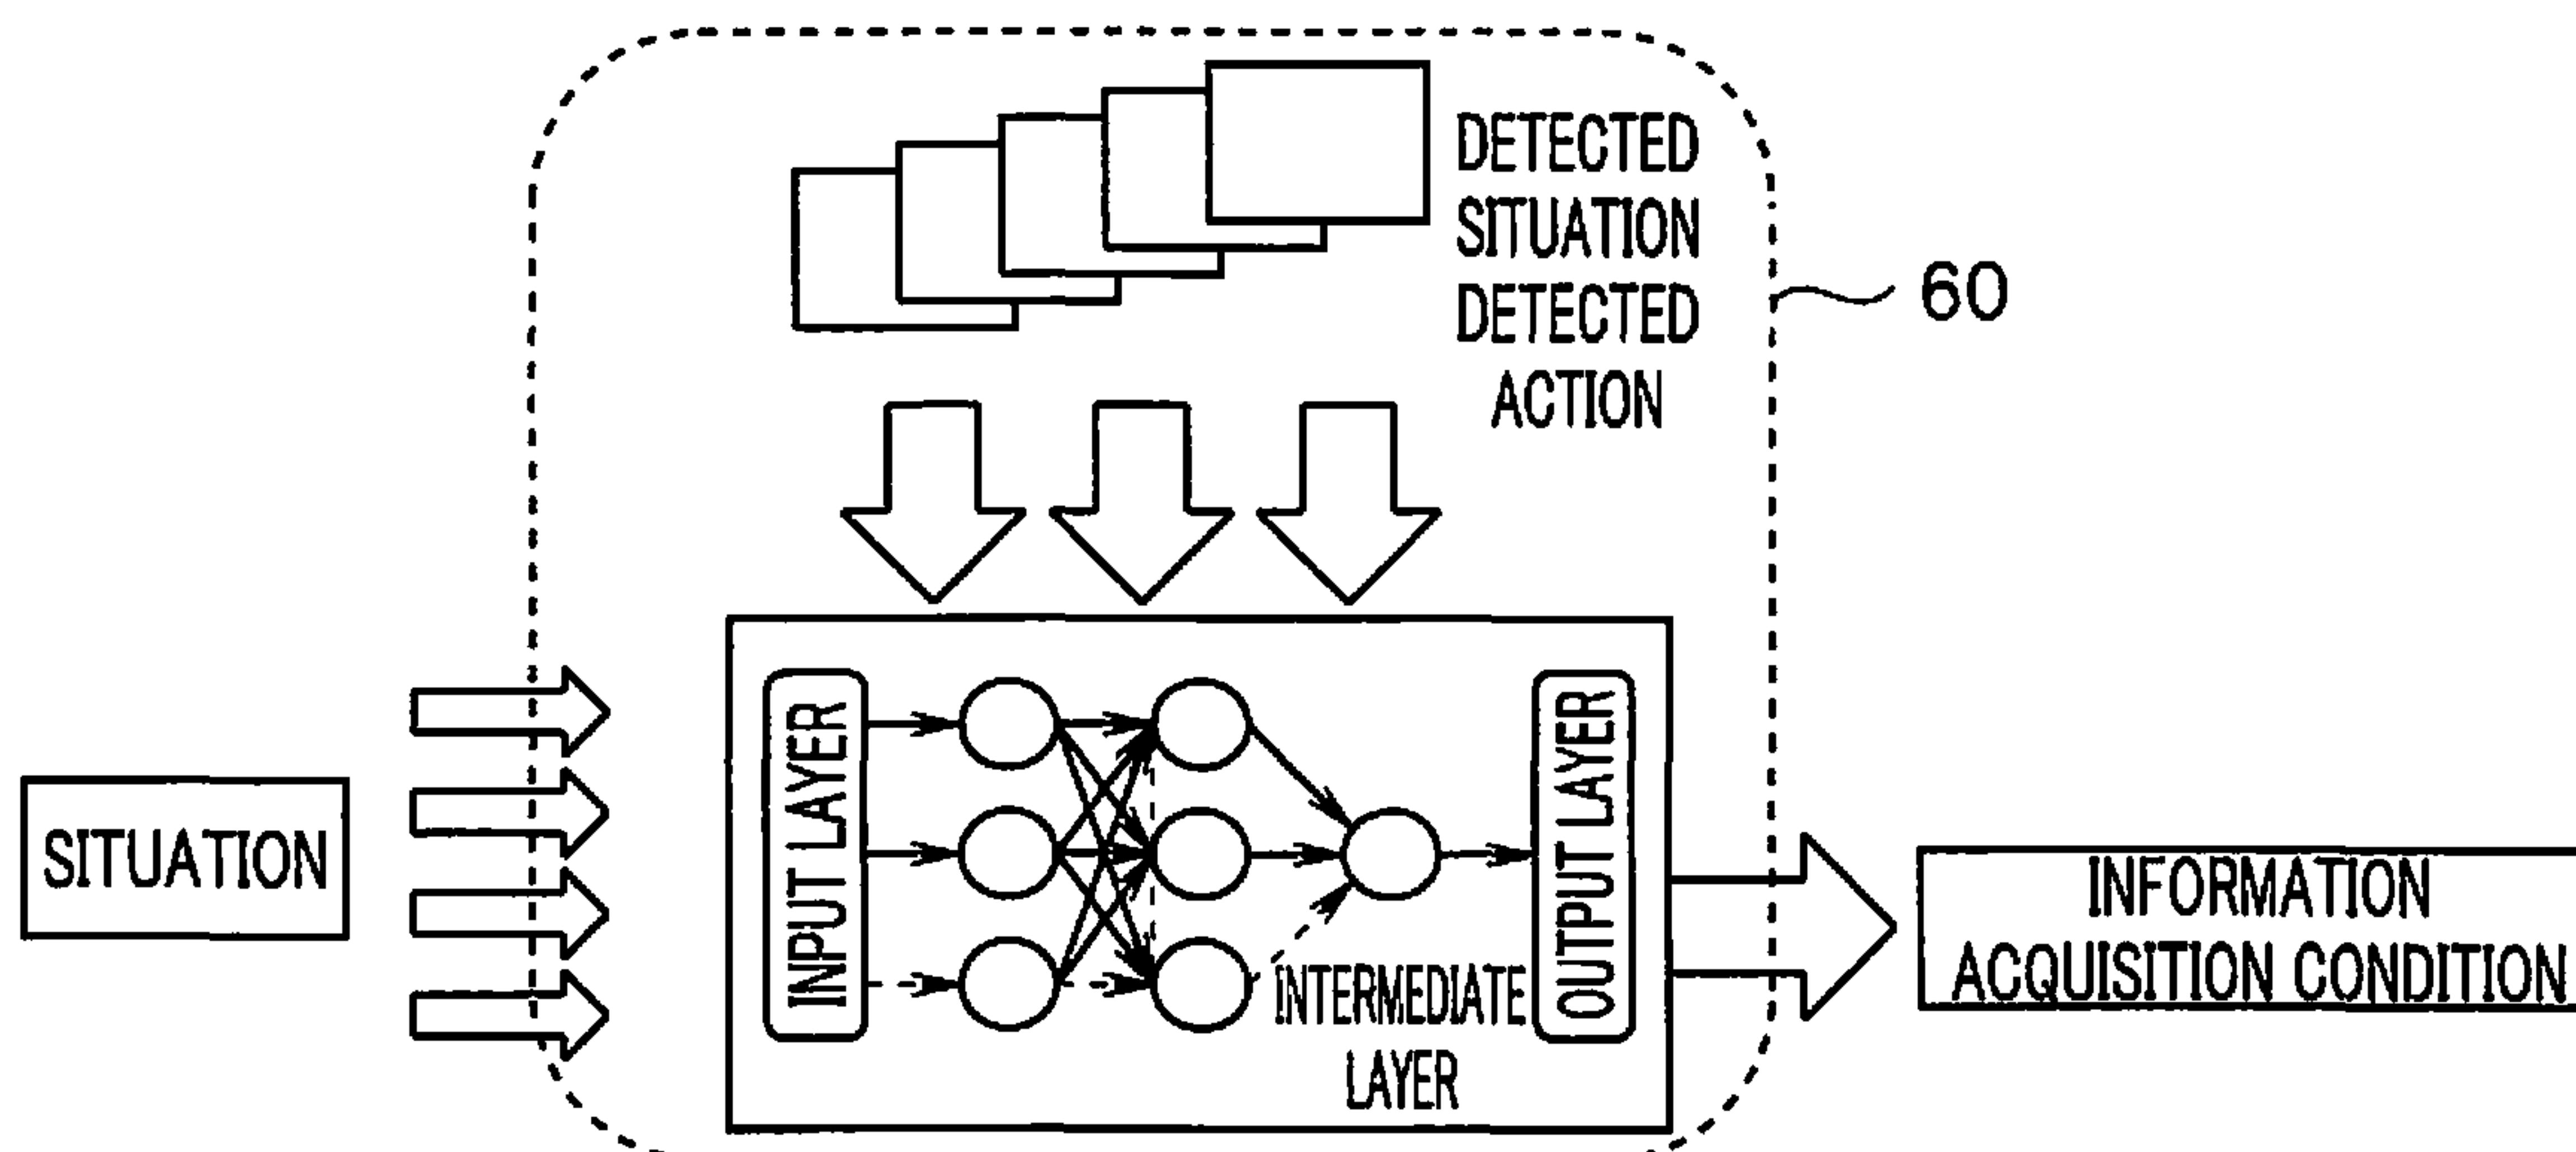 DETECTED
SITUATION
DETECTED
ACTION
60
SITUATION
INPUT LAYER
INTERMEDIATE
LAYER
OUTPUT LAYER
INFORMATION
ACQUISITION CONDITION